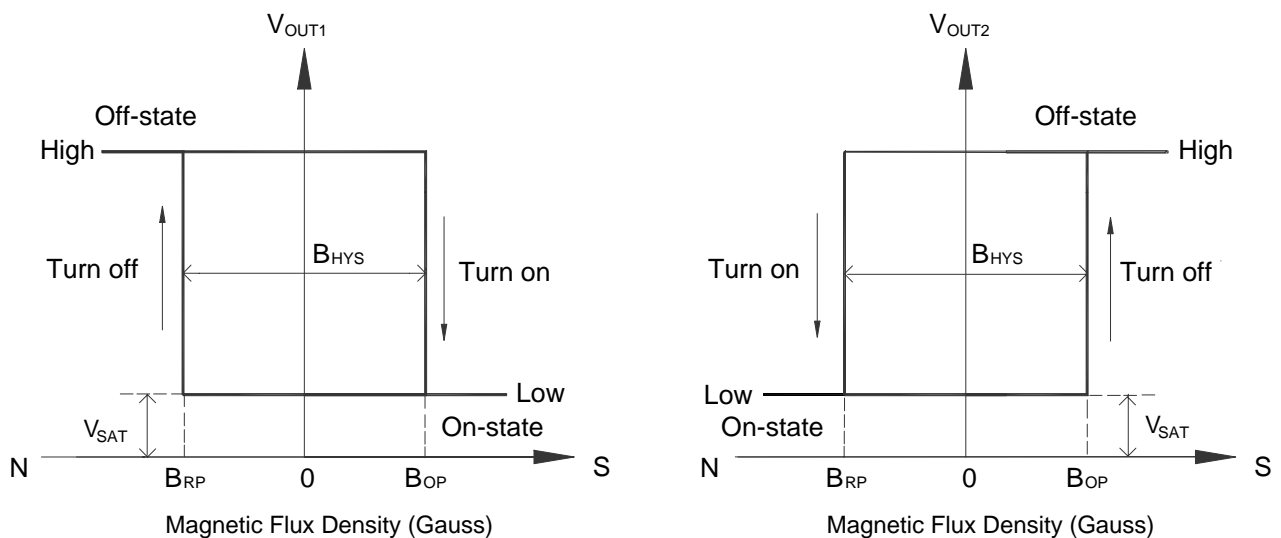 VOUT1
Off-state
High
BHYS
Turn off
Turn on
Low
VSAT
On-state
N
S
BRP
0
BOP
Magnetic Flux Density (Gauss)
VOUT2
Off-state
High
BHYS
Turn on
Turn off
Low
On-state
VSAT
N
S
BRP
0
BOP
Magnetic Flux Density (Gauss)